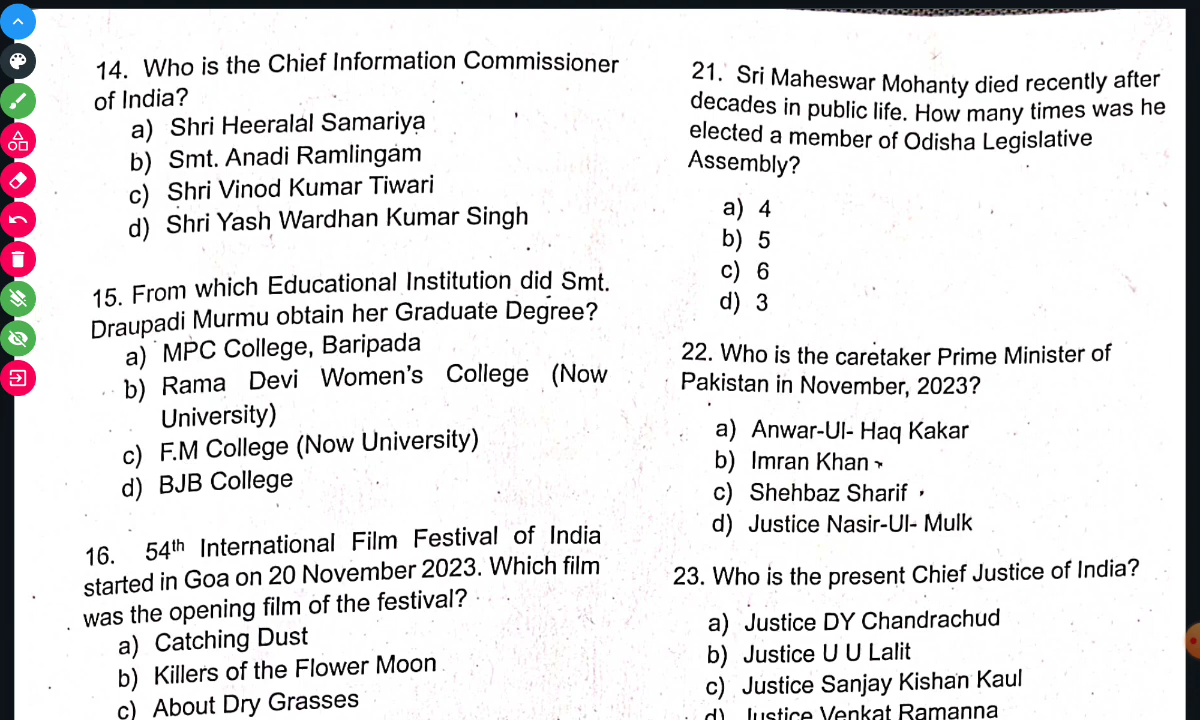 14. Who is the Chief Information Commissioner
of India?
a) Shri Heeralal Samariya
b) Smt. Anadi Ramlingam
c) Shri Vinod Kumar Tiwari
d) Shri Yash Wardhan Kumar Singh
15. From which Educational Institution did Smt.
Draupadi Murmu obtain her Graduate Degree?
a) MPC College, Baripada
b) Rama Devi Women's College (Now
University)
c) F.M College (Now University)
d) BJB College
16. 54th International Film Festival of India
started in Goa on 20 November 2023. Which film
was the opening film of the festival?
a) Catching Dust
b) Killers of the Flower Moon
c) About Dry Grasses
21. Sri Maheswar Mohanty died recently after
decades in public life. How many times was he
elected a member of Odisha Legislative
Assembly?
a) 4
b) 5
c) 6
d) 3
22. Who is the caretaker Prime Minister of
Pakistan in November, 2023?
a) Anwar-Ul- Haq Kakar
b) Imran Khan
c) Shehbaz Sharif
d) Justice Nasir-Ul- Mulk
23. Who is the present Chief Justice of India?
a) Justice DY Chandrachud
b) Justice U U Lalit
c) Justice Sanjay Kishan Kaul
d) Justice Venkat Ramanna